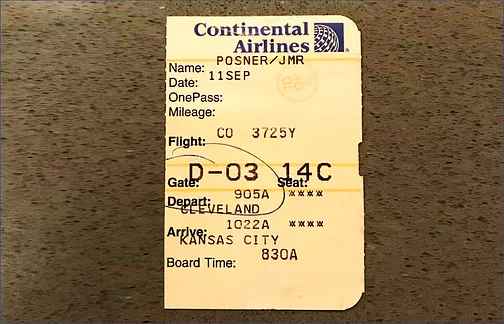 Continental
Airlines
POSNER/JMR
Name:
Date: 11SEP
OnePass:
Mileage:
CO 3725Y
Flight:
D-03 14C
Gate: Seat:
905A ****
Depart:
CLEVELAND
1022A ****
Arrive:
KANSAS CITY
830A
Board Time: